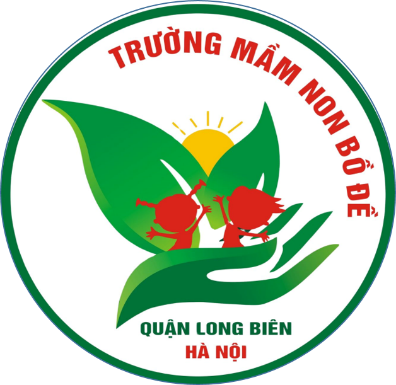 TRƯỜNG MẦM NON BỒ ĐỀ
QUẬN LONG BIÊN
HÀ NỘI